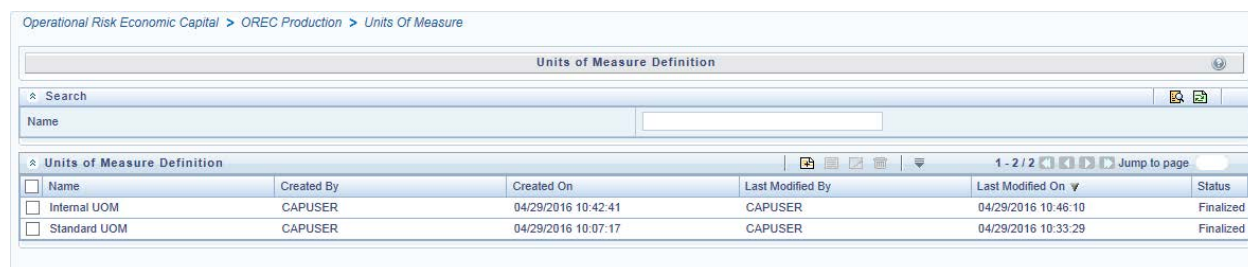 Operational Risk Economic Capital > OREC Production > Units Of Measure
Units of Measure Definition
Search
Name
Units of Measure Definition 1 - 2 / 2 Jump to page
Name Created By Created On Last Modified By Last Modified On Status
Internal UOM CAPUSER 04/29/2016 10:42:41 CAPUSER 04/29/2016 10:46:10 Finalized
Standard UOM CAPUSER 04/29/2016 10:07:17 CAPUSER 04/29/2016 10:33:29 Finalized